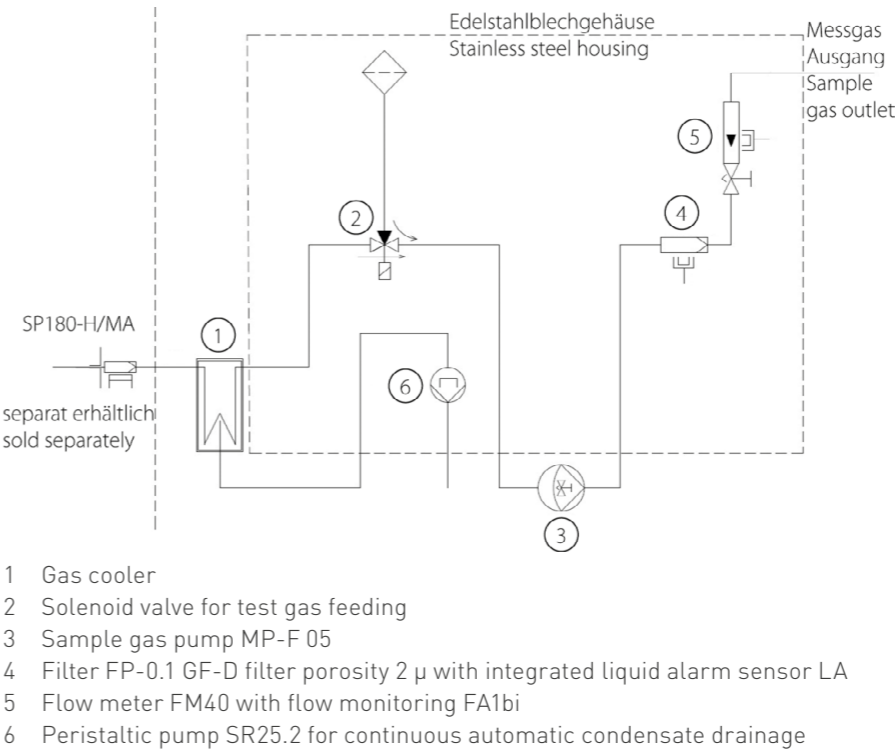 Edelstahlblechgehäuse
Stainless steel housing
Messgas
Ausgang
Sample
gas outlet
5
2
4
SP180-H/MA
1
6
separat erhältlich
sold separately
3
1 Gas cooler
2 Solenoid valve for test gas feeding
3 Sample gas pump MP-F 05
4 Filter FP-0.1 GF-D filter porosity 2 µ with integrated liquid alarm sensor LA
5 Flow meter FM40 with flow monitoring FA1bi
6 Peristaltic pump SR25.2 for continuous automatic condensate drainage